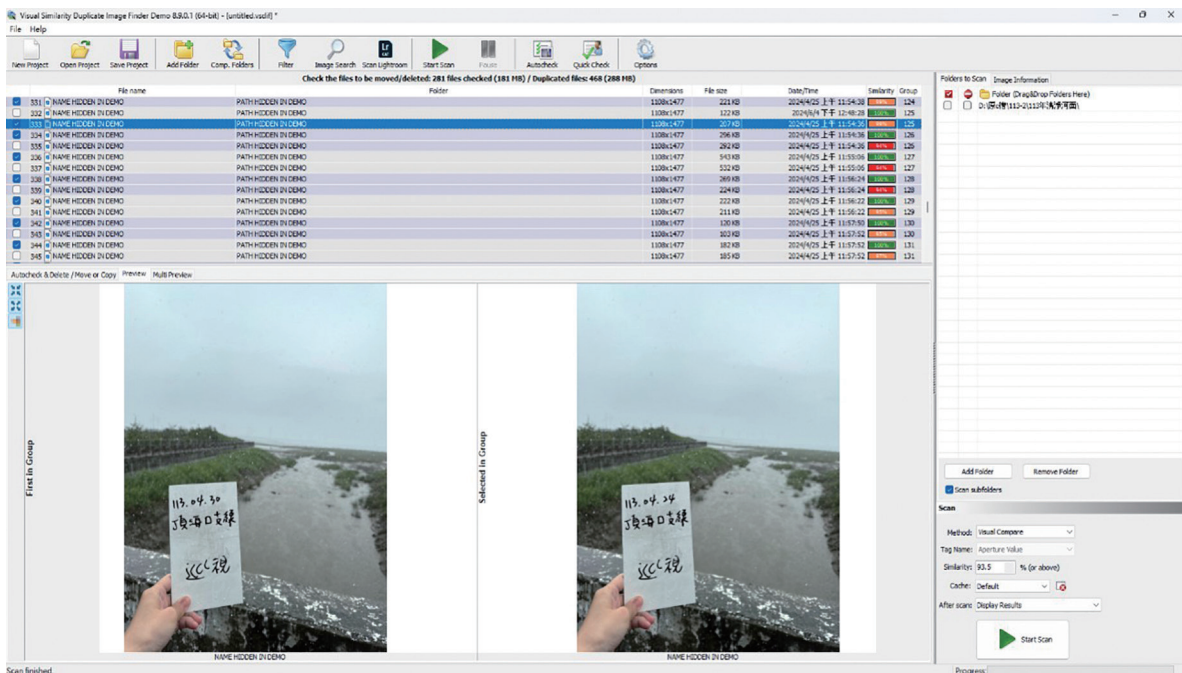 Visual Similarity Duplicate Image Finder Demo 8.9.0.1 (64-bit) - [untitled.vsdif] *
File Help
New Project Open Project Save Project Add Folder Comp. Folders Filter Image Search Scan Lightroom Start Scan Pause Autocheck Quick Check Options
Check the files to be moved/deleted: 281 files checked (181 MB) / Duplicated files: 468 (288 MB)
File name Folder Dimensions File size Date/Time Similarity Group
331 NAME HIDDEN IN DEMO PATH HIDDEN IN DEMO 1108x1477 221 KB 2024/4/25 上午 11:54:38 124
332 NAME HIDDEN IN DEMO PATH HIDDEN IN DEMO 1108x1477 122 KB 2024/6/4 下午 12:48:28 100% 125
333 NAME HIDDEN IN DEMO PATH HIDDEN IN DEMO 1108x1477 207 KB 2024/4/25 上午 11:54:36 125
334 NAME HIDDEN IN DEMO PATH HIDDEN IN DEMO 1108x1477 296 KB 2024/4/25 上午 11:54:36 100% 126
335 NAME HIDDEN IN DEMO PATH HIDDEN IN DEMO 1108x1477 292 KB 2024/4/25 上午 11:54:36 94% 126
336 NAME HIDDEN IN DEMO PATH HIDDEN IN DEMO 1108x1477 543 KB 2024/4/25 上午 11:55:06 100% 127
337 NAME HIDDEN IN DEMO PATH HIDDEN IN DEMO 1108x1477 532 KB 2024/4/25 上午 11:55:06 94% 127
338 NAME HIDDEN IN DEMO PATH HIDDEN IN DEMO 1108x1477 269 KB 2024/4/25 上午 11:56:24 100% 128
339 NAME HIDDEN IN DEMO PATH HIDDEN IN DEMO 1108x1477 224 KB 2024/4/25 上午 11:56:24 94% 128
340 NAME HIDDEN IN DEMO PATH HIDDEN IN DEMO 1108x1477 222 KB 2024/4/25 上午 11:56:22 100% 129
341 NAME HIDDEN IN DEMO PATH HIDDEN IN DEMO 1108x1477 211 KB 2024/4/25 上午 11:56:22 129
342 NAME HIDDEN IN DEMO PATH HIDDEN IN DEMO 1108x1477 120 KB 2024/4/25 上午 11:57:50 100% 130
343 NAME HIDDEN IN DEMO PATH HIDDEN IN DEMO 1108x1477 103 KB 2024/4/25 上午 11:57:52 130
344 NAME HIDDEN IN DEMO PATH HIDDEN IN DEMO 1108x1477 182 KB 2024/4/25 上午 11:57:52 100% 131
345 NAME HIDDEN IN DEMO PATH HIDDEN IN DEMO 1108x1477 185 KB 2024/4/25 上午 11:57:52 131
Autocheck & Delete / Move or Copy Preview Multi Preview
First in Group
113.04.30
頂海口支線
巡視
NAME HIDDEN IN DEMO
Selected in Group
113.04.24
頂海口支線
巡視
NAME HIDDEN IN DEMO
Scan finished.
Folders to Scan Image Information
Folder (Drag&Drop Folders Here)
Add Folder Remove Folder
Scan subfolders
Scan
Method: Visual Compare
Tag Name: Aperture Value
Similarity: 93.5 % (or above)
Cache: Default
After scan: Display Results
Start Scan
Progress: